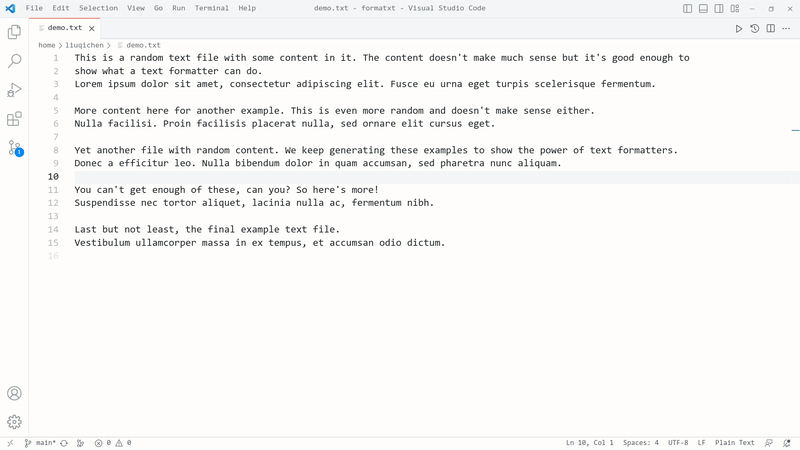 File Edit Selection View Go Run Terminal Help demo.txt - formatxt - Visual Studio Code
demo.txt
home > liuqichen > demo.txt
1 This is a random text file with some content in it. The content doesn't make much sense but it's good enough to
2 show what a text formatter can do.
3 Lorem ipsum dolor sit amet, consectetur adipiscing elit. Fusce eu urna eget turpis scelerisque fermentum.
4
5 More content here for another example. This is even more random and doesn't make sense either.
6 Nulla facilisi. Proin facilisis placerat nulla, sed ornare elit cursus eget.
7
8 Yet another file with random content. We keep generating these examples to show the power of text formatters.
9 Donec a efficitur leo. Nulla bibendum dolor in quam accumsan, sed pharetra nunc aliquam.
10
11 You can't get enough of these, can you? So here's more!
12 Suspendisse nec tortor aliquet, lacinia nulla ac, fermentum nibh.
13
14 Last but not least, the final example text file.
15 Vestibulum ullamcorper massa in ex tempus, et accumsan odio dictum.
16
1
main* 0 0 Ln 10, Col 1 Spaces: 4 UTF-8 LF Plain Text